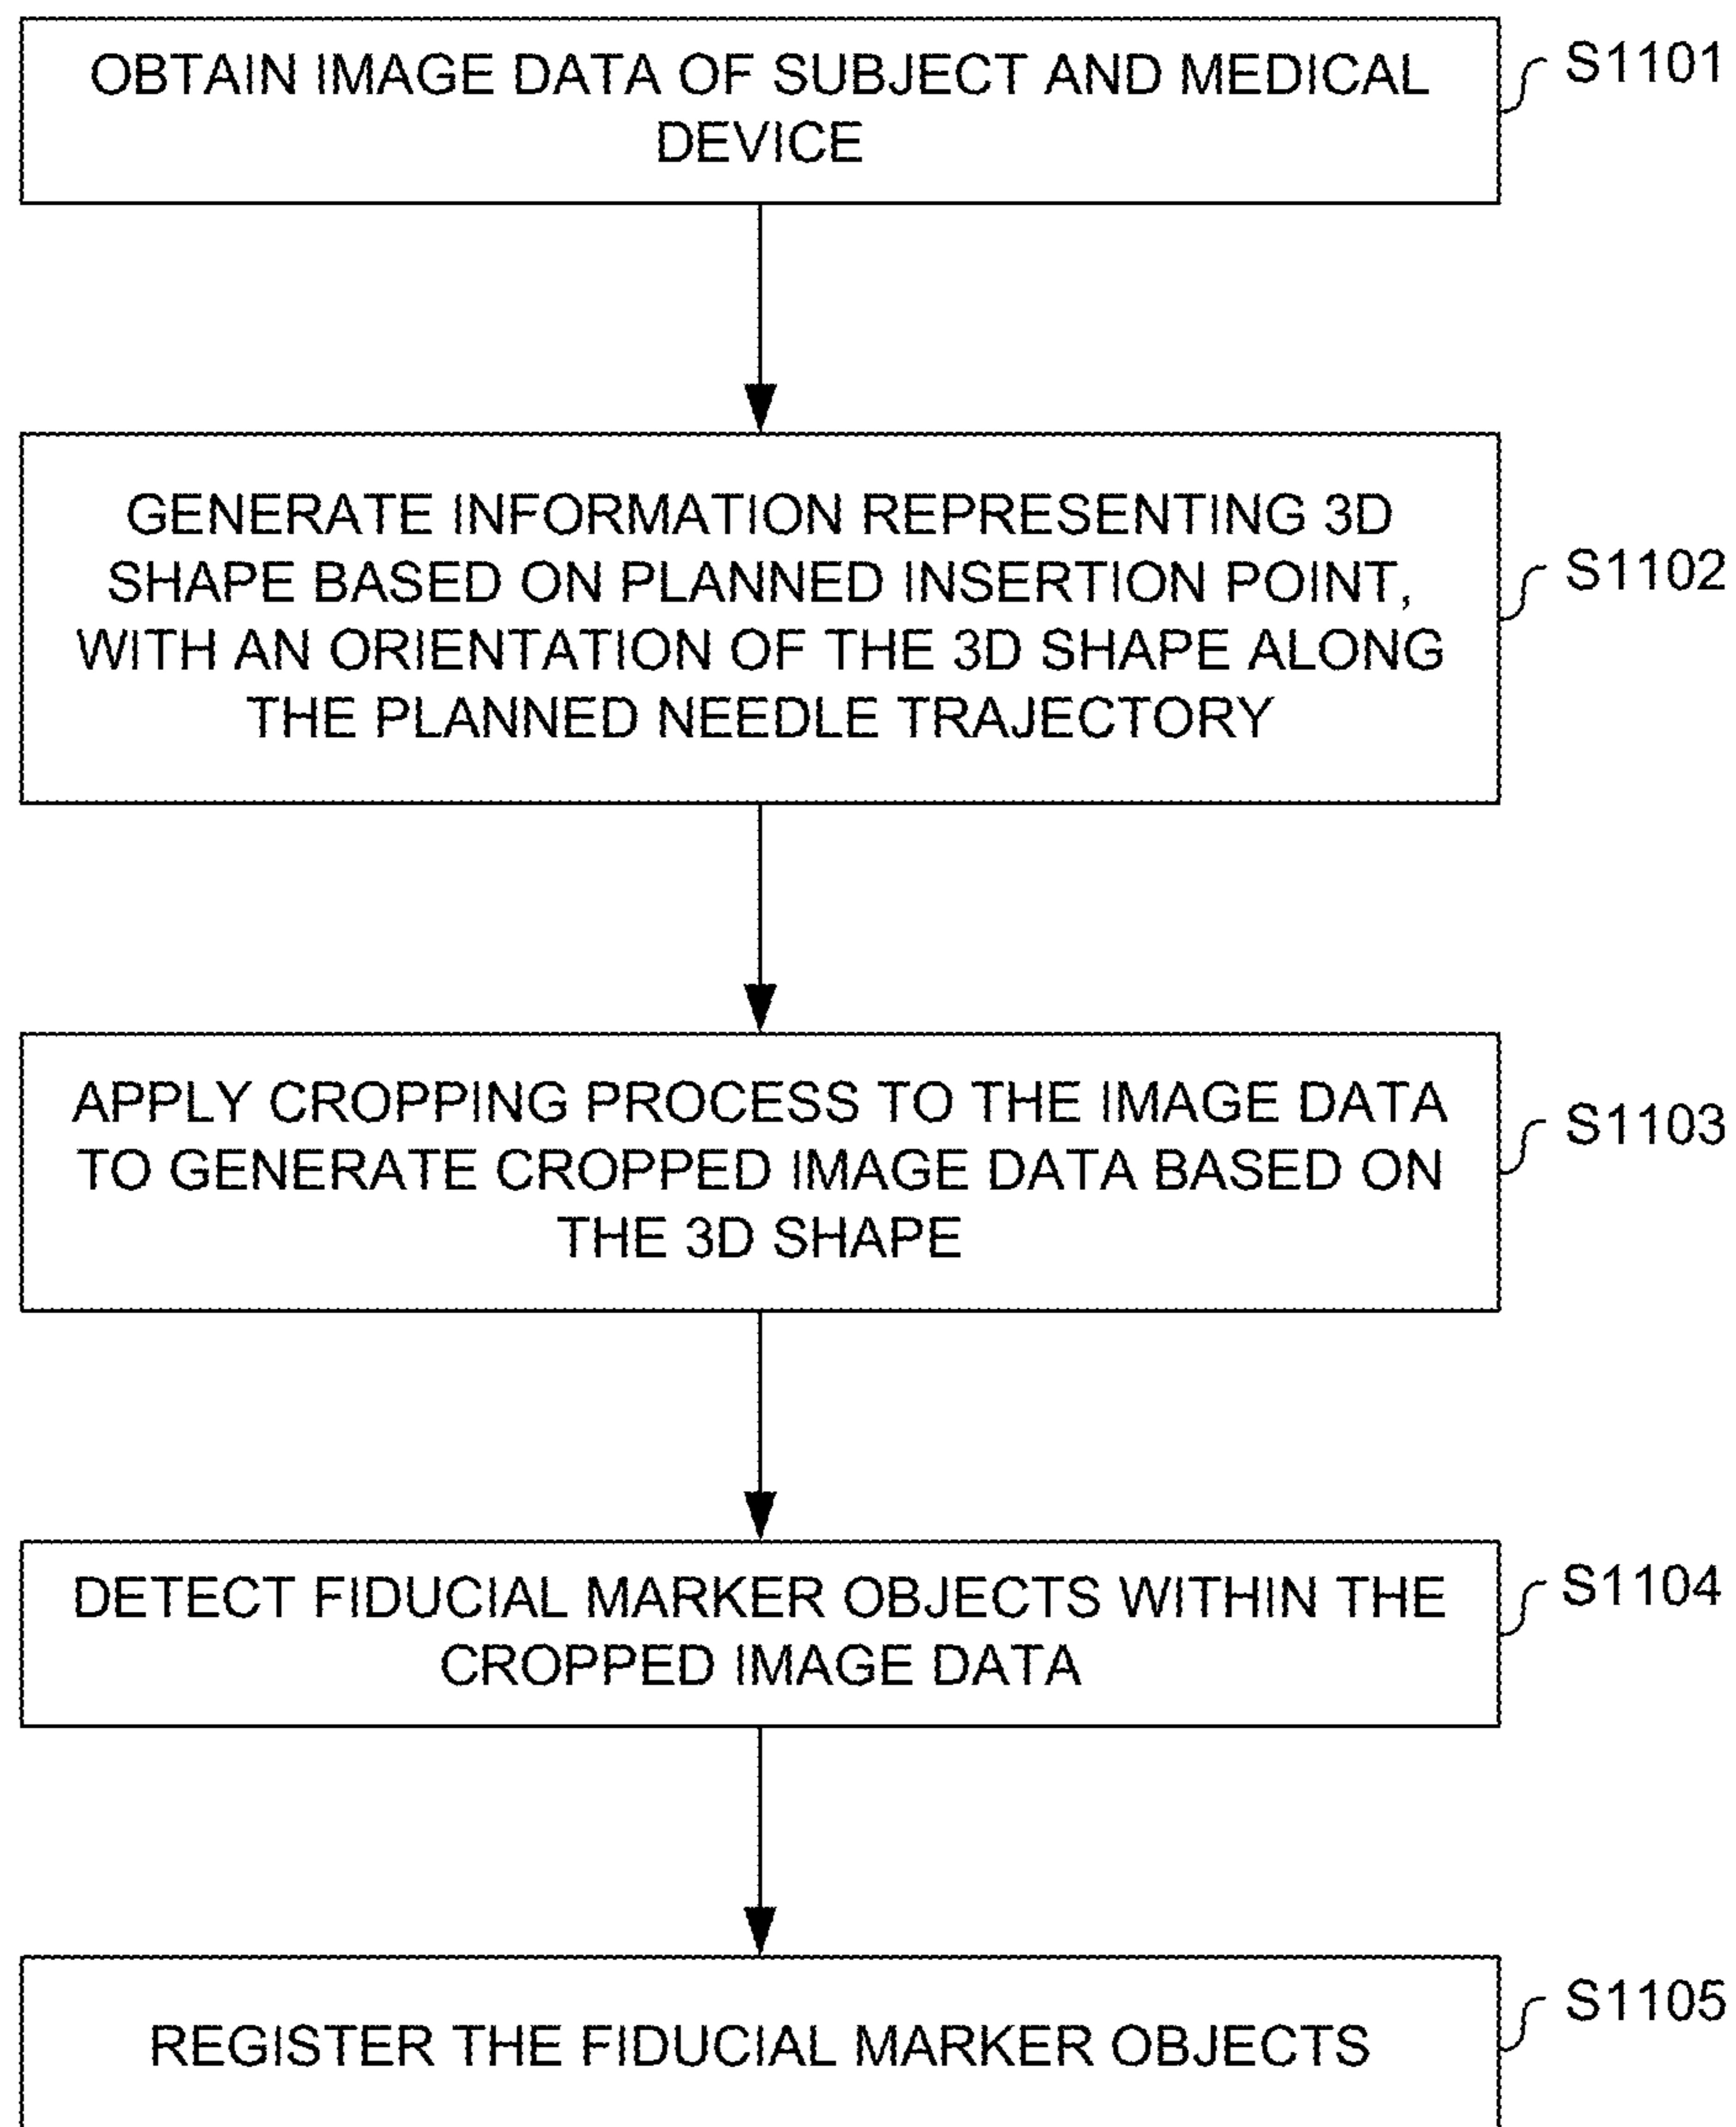 OBTAIN IMAGE DATA OF SUBJECT AND MEDICAL
DEVICE
S1101
GENERATE INFORMATION REPRESENTING 3D
SHAPE BASED ON PLANNED INSERTION POINT,
WITH AN ORIENTATION OF THE 3D SHAPE ALONG
THE PLANNED NEEDLE TRAJECTORY
S1102
APPLY CROPPING PROCESS TO THE IMAGE DATA
TO GENERATE CROPPED IMAGE DATA BASED ON
THE 3D SHAPE
S1103
DETECT FIDUCIAL MARKER OBJECTS WITHIN THE
CROPPED IMAGE DATA
S1104
REGISTER THE FIDUCIAL MARKER OBJECTS
S1105